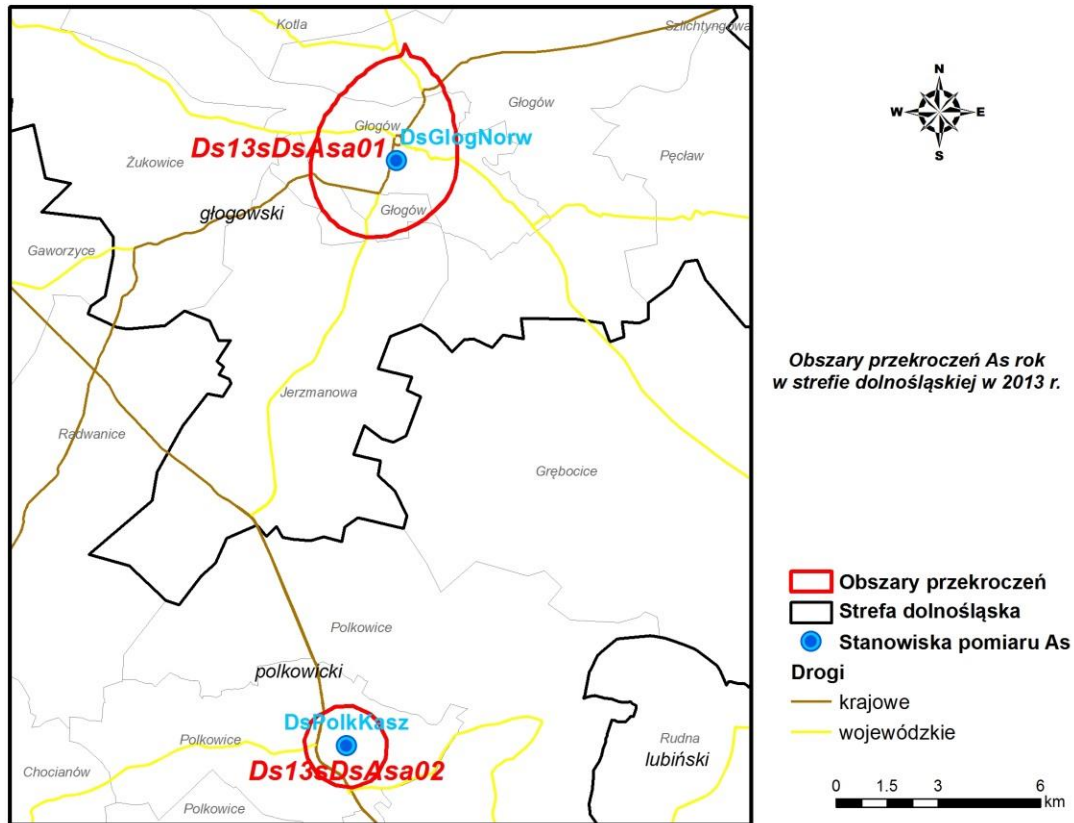 Kotla
Szlichtyngowa
Głogów
Głogów
DsGlogNorw
Ds13sDsAsa01
Żukowice
Pęcław
głogowski
Głogów
Gaworzyce
Jerzmanowa
Radwanice
Grębocice
Polkowice
polkowicki
DsPolkKasz
Polkowice
Rudna
lubiński
Chocianów
Ds13sDsAsa02
Polkowice
N
W E
S
Obszary przekroczeń As rok
w strefie dolnośląskiej w 2013 r.
Obszary przekroczeń
Strefa dolnośląska
Stanowiska pomiaru As
Drogi
krajowe
wojewódzkie
0 1.5 3 6
km